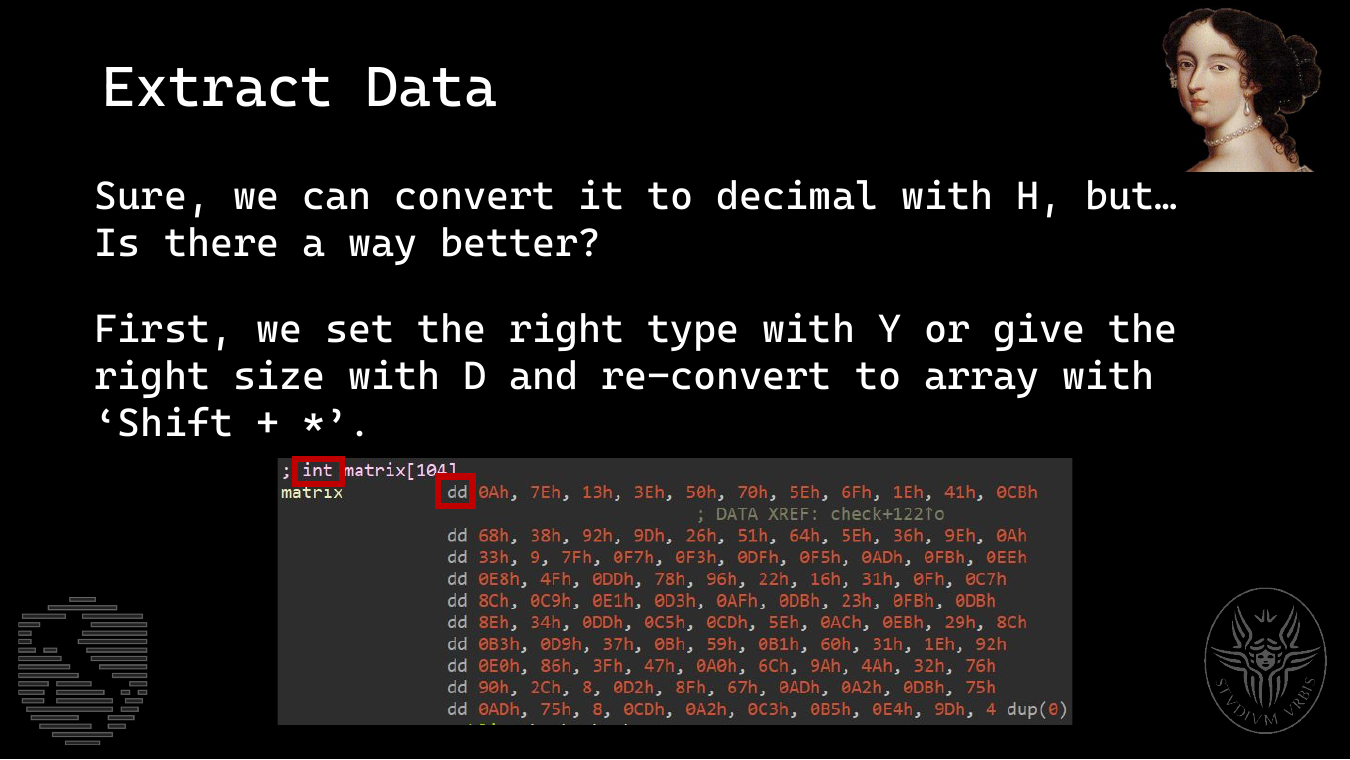 Extract Data
Sure, we can convert it to decimal with H, but…
Is there a way better?
First, we set the right type with Y or give the
right size with D and re-convert to array with
‘Shift + *’.
; int matrix[104]
matrix dd 0Ah, 7Eh, 13h, 3Eh, 50h, 70h, 5Eh, 6Fh, 1Eh, 41h, 0CBh
; DATA XREF: check+122↑o
dd 68h, 38h, 92h, 9Dh, 26h, 51h, 64h, 5Eh, 36h, 9Eh, 0Ah
dd 33h, 9, 7Fh, 0F7h, 0F3h, 0DFh, 0F5h, 0ADh, 0FBh, 0EEh
dd 0E8h, 4Fh, 0DDh, 78h, 96h, 22h, 16h, 31h, 0Fh, 0C7h
dd 8Ch, 0C9h, 0E1h, 0D3h, 0AFh, 0DBh, 23h, 0FBh, 0DBh
dd 8Eh, 34h, 0DDh, 0C5h, 0CDh, 5Eh, 0ACh, 0EBh, 29h, 8Ch
dd 0B3h, 0D9h, 37h, 0Bh, 59h, 0B1h, 60h, 31h, 1Eh, 92h
dd 0E0h, 86h, 3Fh, 47h, 0A0h, 6Ch, 9Ah, 4Ah, 32h, 76h
dd 90h, 2Ch, 8, 0D2h, 8Fh, 67h, 0ADh, 0A2h, 0DBh, 75h
dd 0ADh, 75h, 8, 0CDh, 0A2h, 0C3h, 0B5h, 0E4h, 9Dh, 4 dup(0)
STVDIVM VRBIS